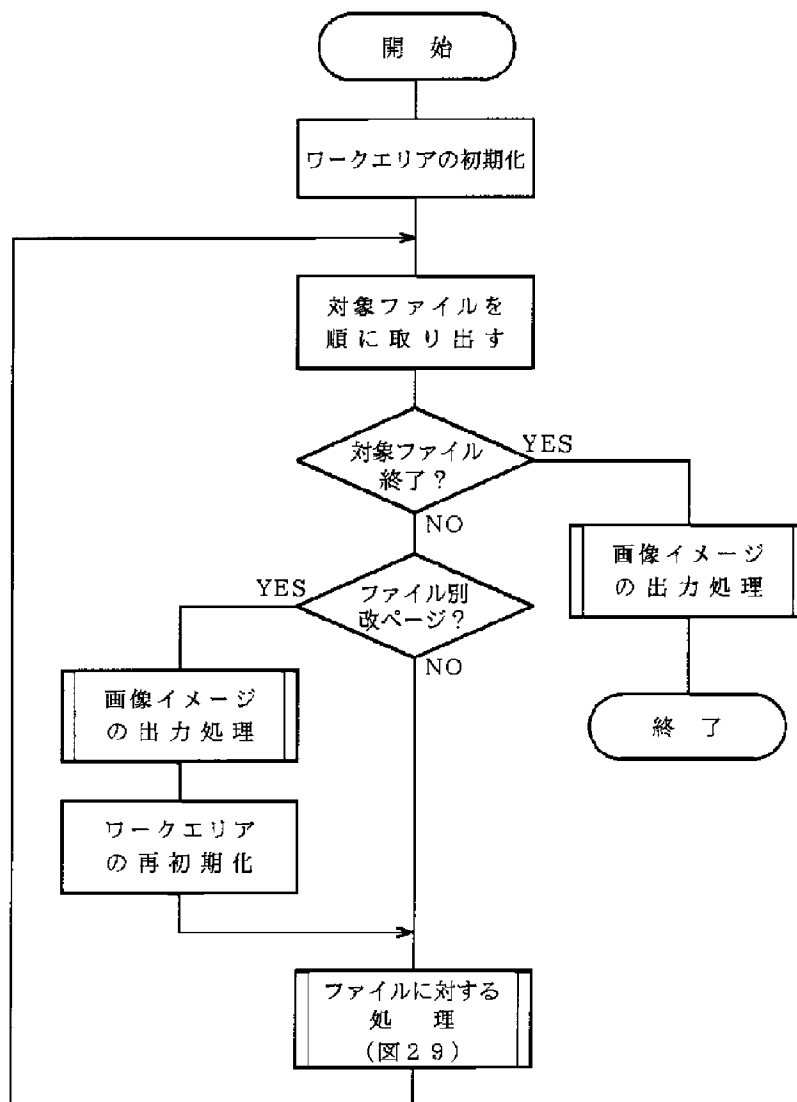 開 始
ワークエリアの初期化
対象ファイルを
順に取り出す
対象ファイル
終了?
YES
NO
画像イメージ
の出力処理
終 了
ファイル別
改ページ?
YES
NO
画像イメージ
の出力処理
ワークエリア
の再初期化
ファイルに対する
処 理
(図29)